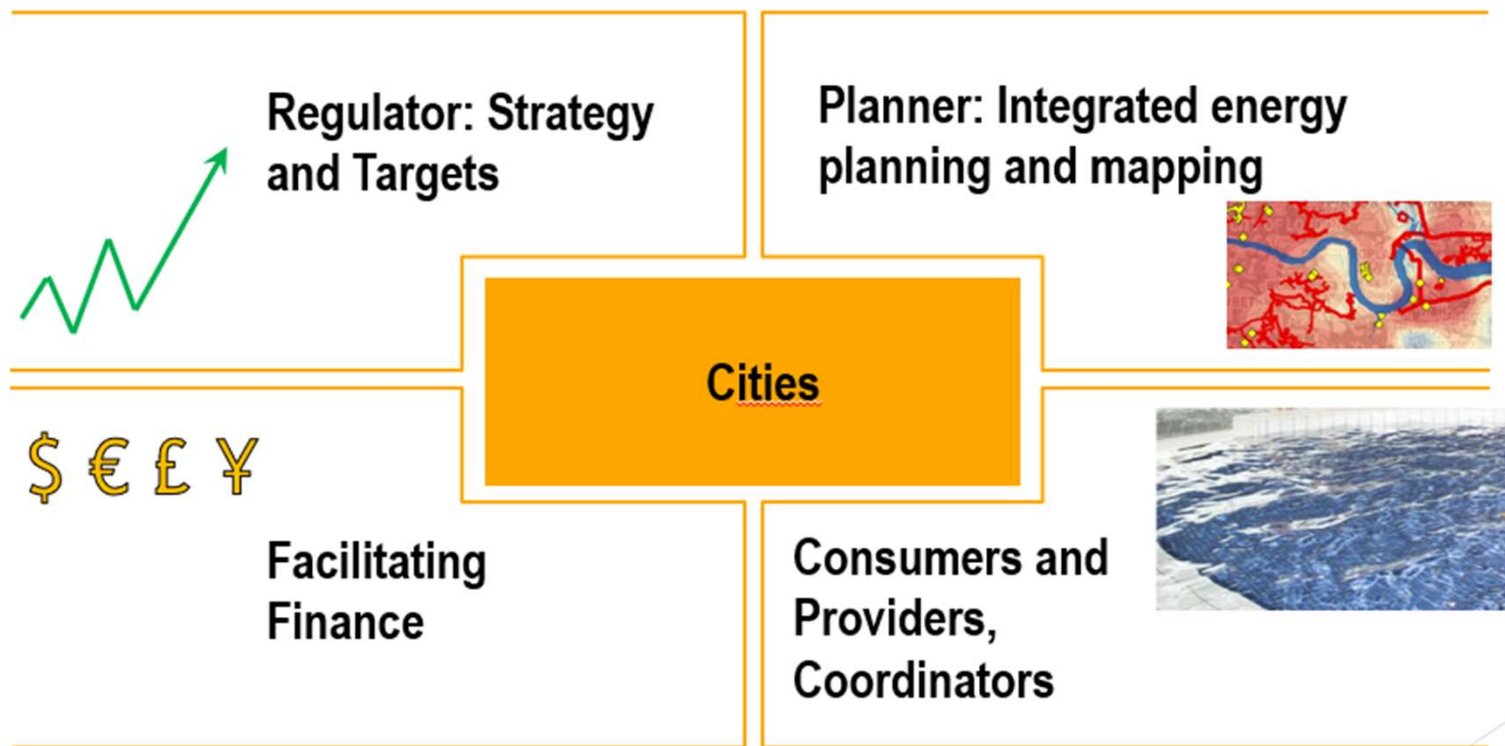 Regulator: Strategy
and Targets
Planner: Integrated energy
planning and mapping
Cities
$ € £ ¥
Facilitating
Finance
Consumers and
Providers,
Coordinators